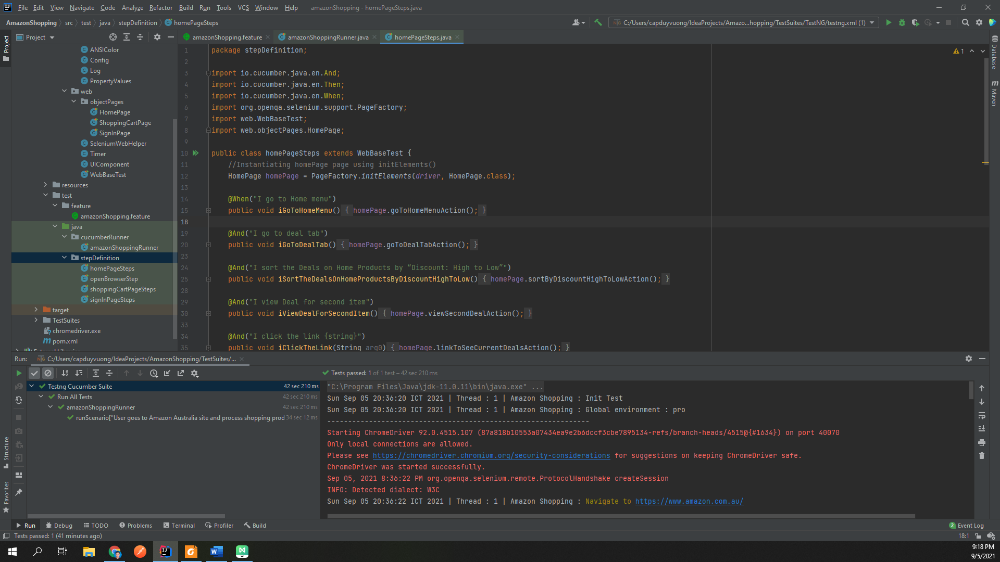 File Edit View Navigate Code Analyze Refactor Build Run Tools VCS Window Help amazonShopping - homePageSteps.java
AmazonShopping src test java stepDefinition homePageSteps
C:/Users/capduyvuong/IdeaProjects/Amazo...hopping/TestSuites/TestNG/testng.xml (1)
Project
amazonShopping.feature
amazonShoppingRunner.java
homePageSteps.java
Project
Structure
Favorites
Database
Maven
ANSIColor
Config
Log
PropertyValues
web
objectPages
HomePage
ShoppingCartPage
SignInPage
SeleniumWebHelper
Timer
UIComponent
WebBaseTest
resources
test
feature
amazonShopping.feature
java
cucumberRunner
amazonShoppingRunner
stepDefinition
homePageSteps
openBrowserStep
shoppingCartPageSteps
signInPageSteps
target
TestSuites
chromedriver.exe
pom.xml
1
1 package stepDefinition;
2
3 import io.cucumber.java.en.And;
4 import io.cucumber.java.en.Then;
5 import io.cucumber.java.en.When;
6 import org.openqa.selenium.support.PageFactory;
7 import web.WebBaseTest;
8 import web.objectPages.HomePage;
9
10 public class homePageSteps extends WebBaseTest {
11 //Instantiating homePage page using initElements()
12 HomePage homePage = PageFactory.initElements(driver, HomePage.class);
13
14 @When("I go to Home menu")
15 public void iGoToHomeMenu() { homePage.goToHomeMenuAction(); }
18
19 @And("I go to deal tab")
20 public void iGoToDealTab() { homePage.goToDealTabAction(); }
23
24 @And("I sort the Deals on Home Products by “Discount: High to Low”")
25 public void iSortTheDealsOnHomeProductsByDiscountHighToLow() { homePage.sortByDiscountHighToLowAction(); }
28
29 @And("I view Deal for second item")
30 public void iViewDealForSecondItem() { homePage.viewSecondDealAction(); }
33
34 @And("I click the link {string}")
35 public void iClickTheLink(String arg0) { homePage.linkToSeeCurrentDealsAction(); }
Run: C:/Users/capduyvuong/IdeaProjects/AmazonShopping/TestSuites/...
Tests passed: 1 of 1 test – 42 sec 210 ms
Testng Cucumber Suite 42 sec 210 ms
Run All Tests 42 sec 210 ms
amazonShoppingRunner 42 sec 210 ms
runScenario["User goes to Amazon Australia site and process shopping prod 34 sec 12 ms
"C:\Program Files\Java\jdk-11.0.11\bin\java.exe" ...
Sun Sep 05 20:36:20 ICT 2021 | Thread : 1 | Amazon Shopping : Init Test
Sun Sep 05 20:36:20 ICT 2021 | Thread : 1 | Amazon Shopping : Global environment : pro
---------------------------------------------------------------
Starting ChromeDriver 92.0.4515.107 (87a818b10553a07434ea9e2b6dccf3cbe7895134-refs/branch-heads/4515@{#1634}) on port 40070
Only local connections are allowed.
Please see https://chromedriver.chromium.org/security-considerations for suggestions on keeping ChromeDriver safe.
ChromeDriver was started successfully.
Sep 05, 2021 8:36:22 PM org.openqa.selenium.remote.ProtocolHandshake createSession
INFO: Detected dialect: W3C
Sun Sep 05 20:36:22 ICT 2021 | Thread : 1 | Amazon Shopping : Navigate to https://www.amazon.com.au/
Run Debug TODO Problems Terminal Profiler Build 2 Event Log
Tests passed: 1 (41 minutes ago) 18:1
9:18 PM
9/5/2021